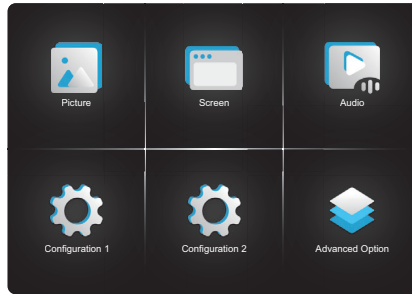 Picture
Screen
Audio
Configuration 1
Configuration 2
Advanced Option